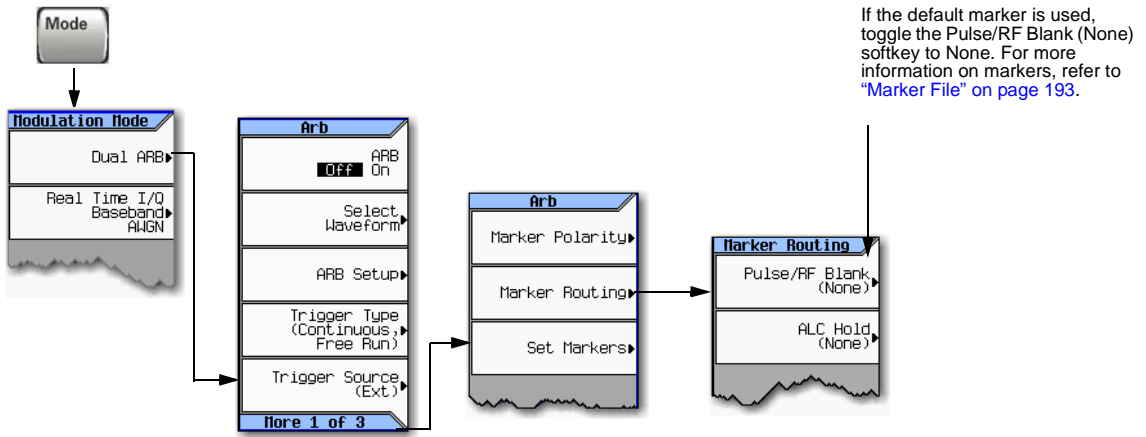 Mode
If the default marker is used,
toggle the Pulse/RF Blank (None)
softkey to None. For more
information on markers, refer to
“Marker File” on page 193.
Modulation Mode
Dual ARB
Real Time I/Q
Baseband
AWGN
Arb
ARB
Off On
Select
Waveform
ARB Setup
Trigger Type
(Continuous,
Free Run)
Trigger Source
(Ext)
More 1 of 3
Arb
Marker Polarity
Marker Routing
Set Markers
Marker Routing
Pulse/RF Blank
(None)
ALC Hold
(None)